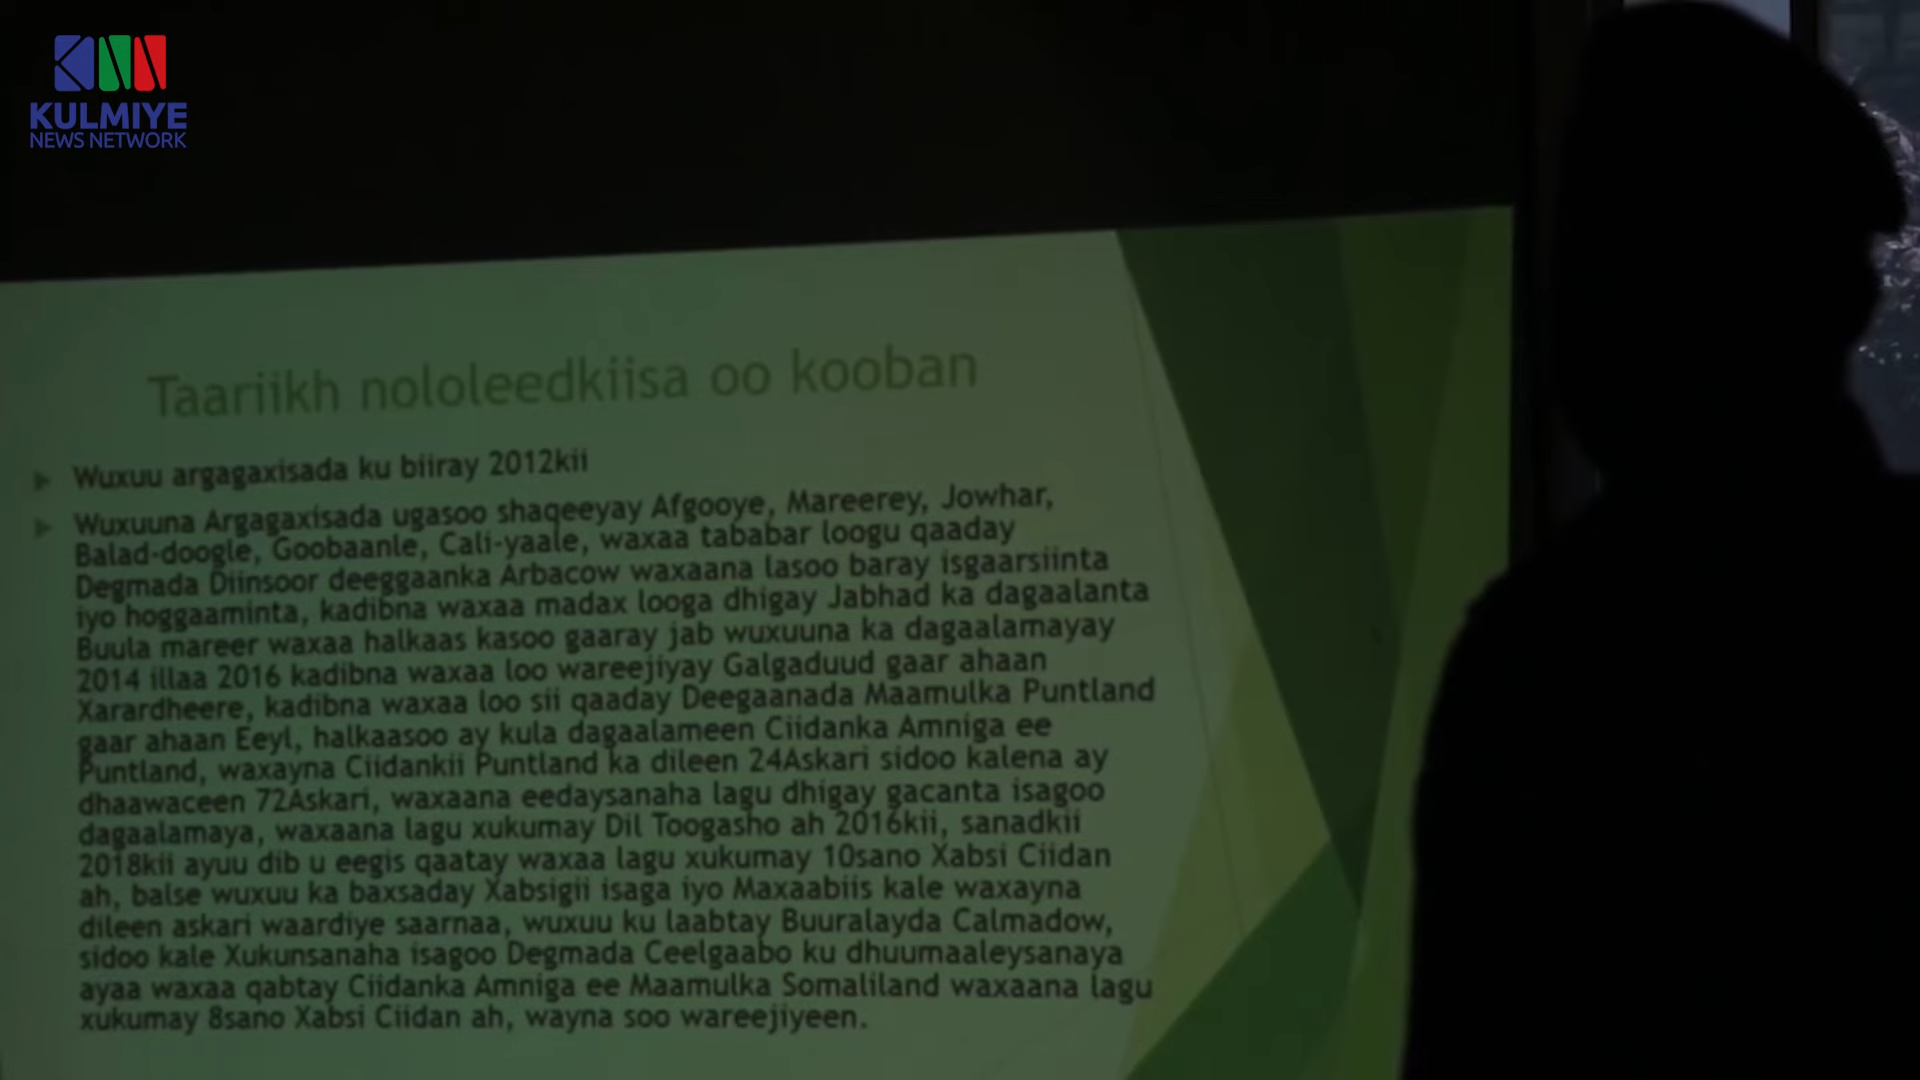 KULMIYE
NEWS NETWORK
Taariikh nololeedkiisa oo kooban
Wuxuu argagaxisada ku biiray 2012kii
Wuxuuna Argagaxisada ugasoo shaqeeyay Afgooye, Mareerey, Jowhar,
Balad-doogle, Goobaanle, Cali-yaale, waxaa tababar loogu qaaday
Degmada Diinsoor deeggaanka Arbacow waxaana lasoo baray isgaarsiinta
iyo hoggaaminta, kadibna waxaa madax looga dhigay Jabhad ka dagaalanta
Buula mareer waxaa halkaas kasoo gaaray jab wuxuuna ka dagaalamayay
2014 illaa 2016 kadibna waxaa loo wareejiyay Galgaduud gaar ahaan
Xarardheere, kadibna waxaa loo sii qaaday Deegaanada Maamulka Puntland
gaar ahaan Eeyl, halkaasoo ay kula dagaalameen Ciidanka Amniga ee
Puntland, waxayna Ciidankii Puntland ka dileen 24Askari sidoo kalena ay
dhaawaceen 72Askari, waxaana eedaysanaha lagu dhigay gacanta isagoo
dagaalamaya, waxaana lagu xukumay Dil Toogasho ah 2016kii, sanadkii
2018kii ayuu dib u eegis qaatay waxaa lagu xukumay 10sano Xabsi Ciidan
ah, balse wuxuu ka baxsaday Xabsigii isaga iyo Maxaabiis kale waxayna
dileen askari waardiye saarnaa, wuxuu ku laabtay Buuralayda Calmadow,
sidoo kale Xukunsanaha isagoo Degmada Ceelgaabo ku dhuumaaleysanaya
ayaa waxaa qabtay Ciidanka Amniga ee Maamulka Somaliland waxaana lagu
xukumay 8sano Xabsi Ciidan ah, wayna soo wareejiyeen.